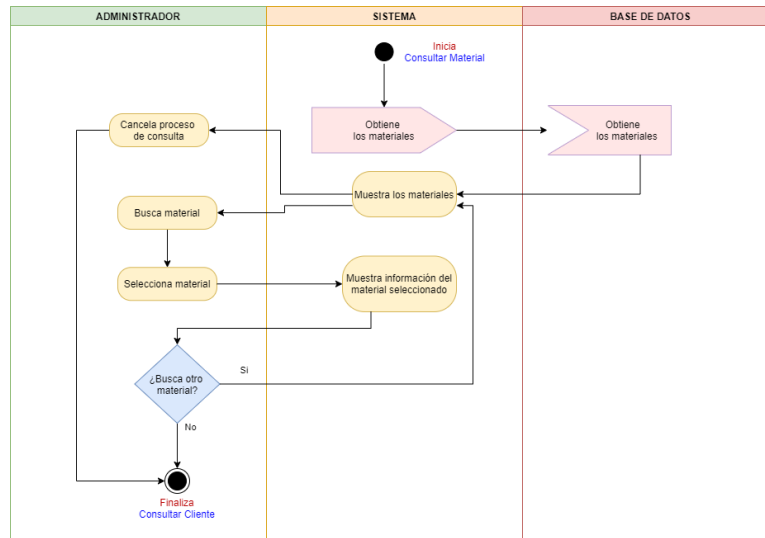 ADMINISTRADOR
SISTEMA
BASE DE DATOS
Inicia
Consultar Material
Cancela proceso
de consulta
Obtiene
los materiales
Obtiene
los materiales
Muestra los materiales
Busca material
Selecciona material
Muestra información del
material seleccionado
¿Busca otro
material?
Si
No
Finaliza
Consultar Cliente